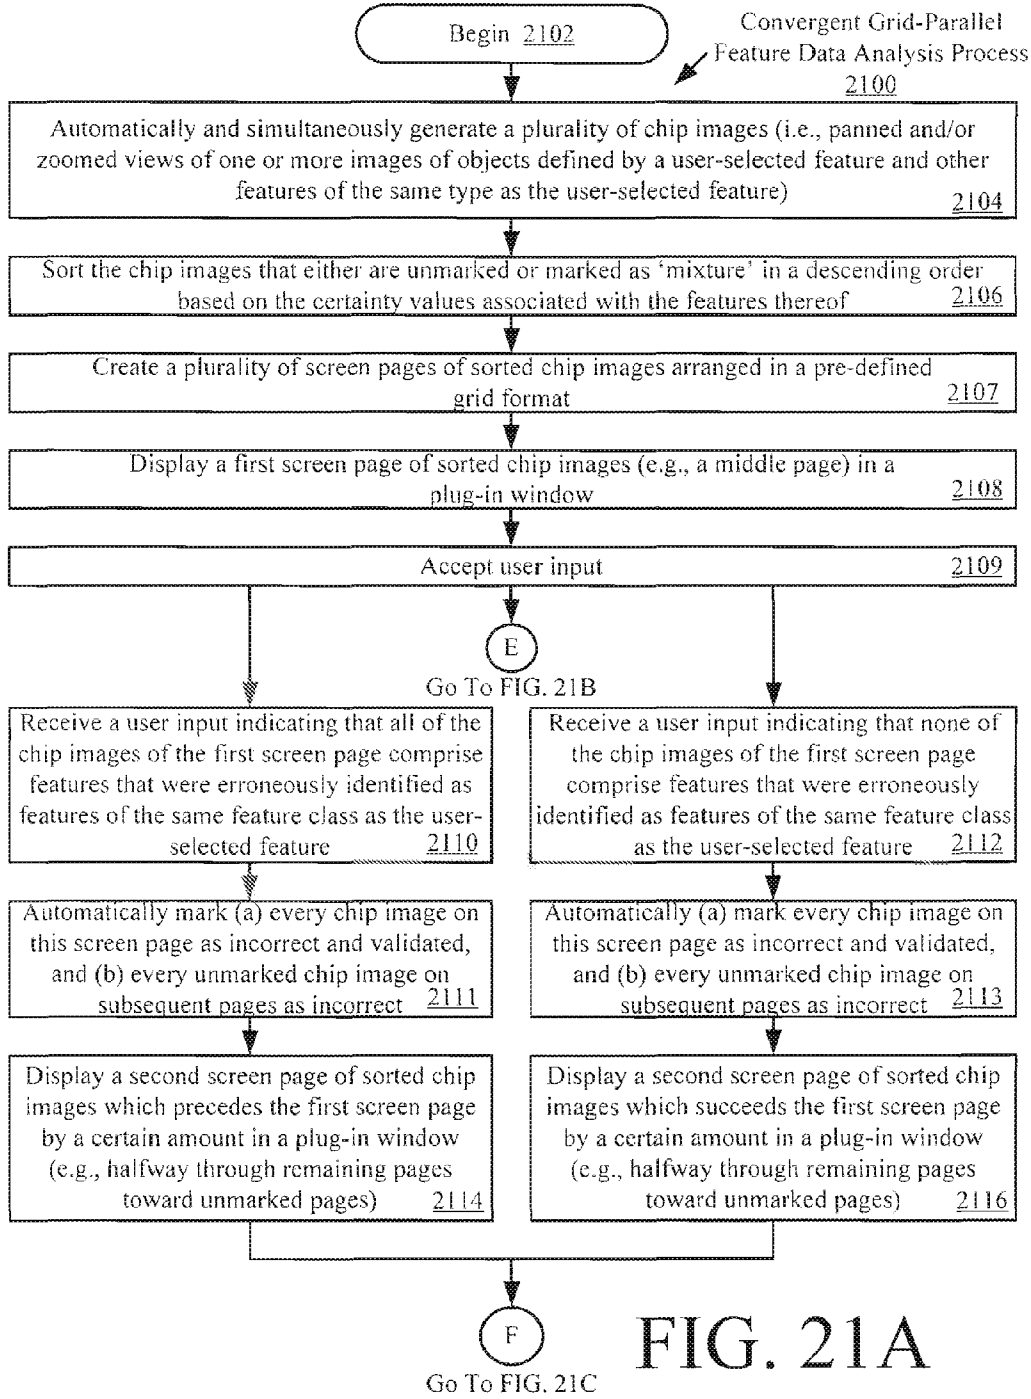 Begin 2102
Convergent Grid-Parallel
Feature Data Analysis Process
2100
Automatically and simultaneously generate a plurality of chip images (i.e., panned and/or
zoomed views of one or more images of objects defined by a user-selected feature and other
features of the same type as the user-selected feature)
2104
Sort the chip images that either are unmarked or marked as ‘mixture’ in a descending order
based on the certainty values associated with the features thereof
2106
Create a plurality of screen pages of sorted chip images arranged in a pre-defined
grid format
2107
Display a first screen page of sorted chip images (e.g., a middle page) in a
plug-in window
2108
Accept user input
2109
E
Go To FIG. 21B
Receive a user input indicating that all of the
chip images of the first screen page comprise
features that were erroneously identified as
features of the same feature class as the user-
selected feature 2110
Receive a user input indicating that none of
the chip images of the first screen page
comprise features that were erroneously
identified as features of the same feature class
as the user-selected feature 2112
Automatically mark (a) every chip image on
this screen page as incorrect and validated,
and (b) every unmarked chip image on
subsequent pages as incorrect 2111
Automatically (a) mark every chip image on
this screen page as incorrect and validated,
and (b) every unmarked chip image on
subsequent pages as incorrect 2113
Display a second screen page of sorted chip
images which precedes the first screen page
by a certain amount in a plug-in window
(e.g., halfway through remaining pages
toward unmarked pages) 2114
Display a second screen page of sorted chip
images which succeeds the first screen page
by a certain amount in a plug-in window
(e.g., halfway through remaining pages
toward unmarked pages) 2116
F
Go To FIG. 21C
FIG. 21A